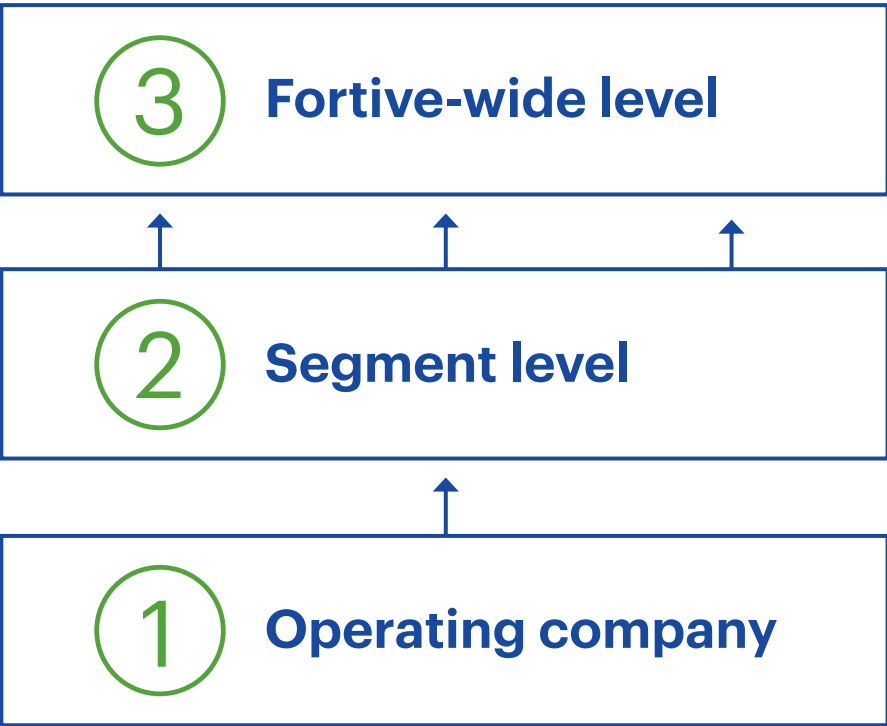 3 Fortive-wide level
2 Segment level
1 Operating company